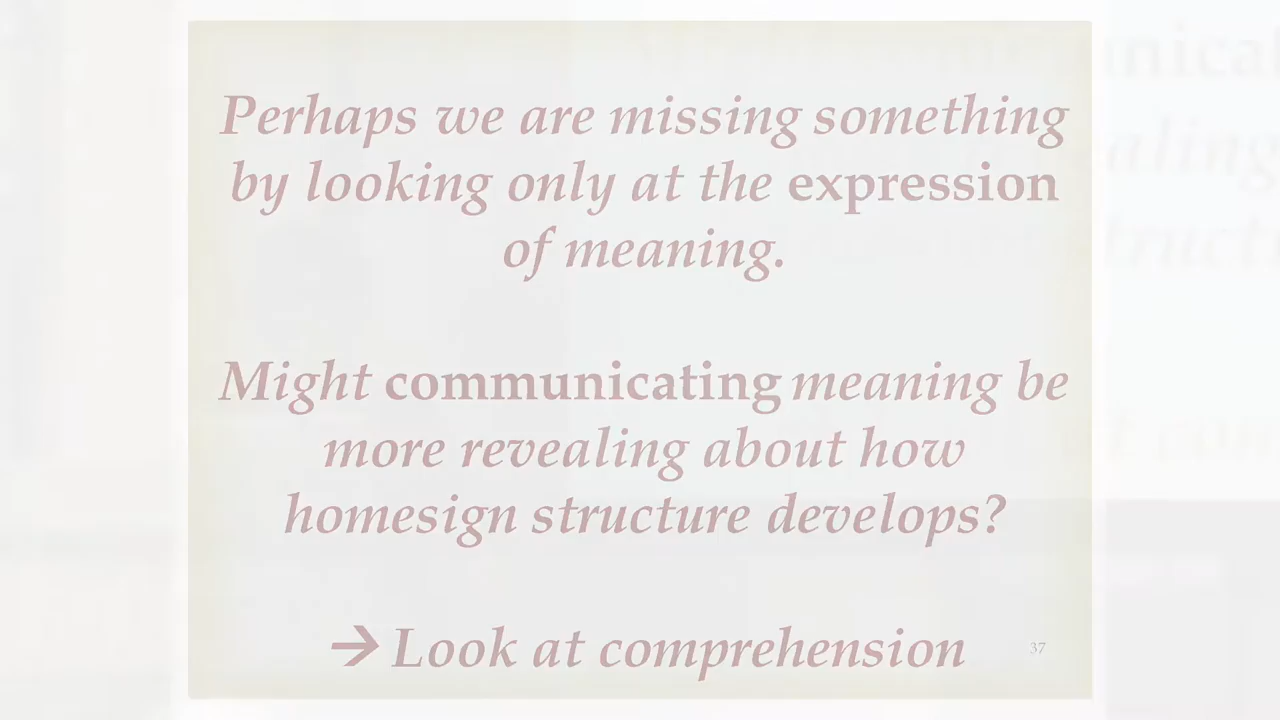 Perhaps we are missing something
by looking only at the expression
of meaning.
Might communicating meaning be
more revealing about how
homesign structure develops?
→ Look at comprehension
37